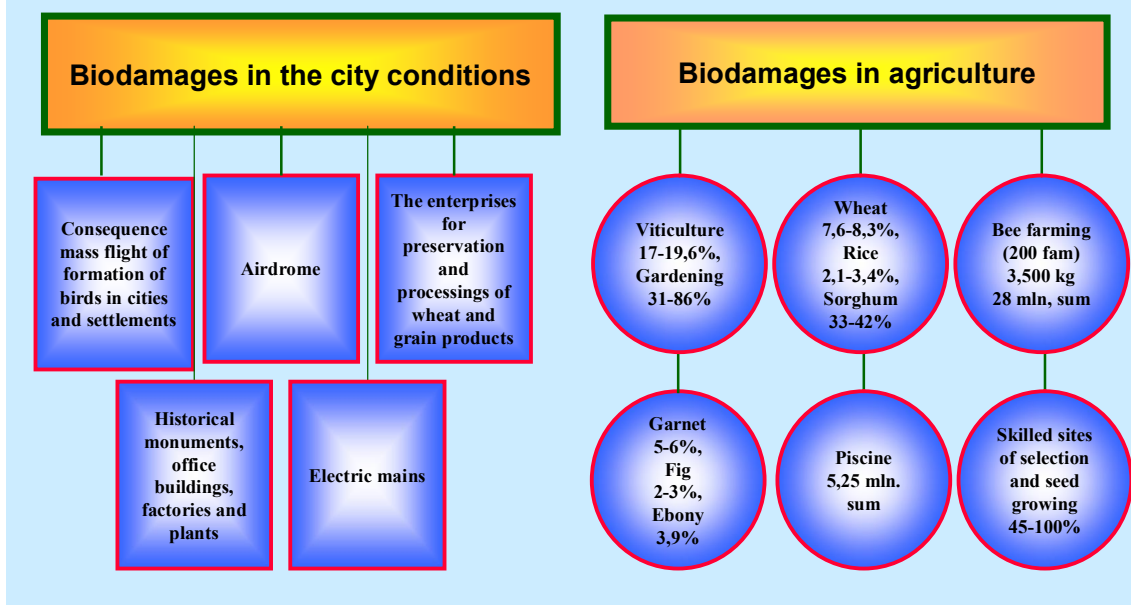 Biodamages in the city conditions
Consequence
mass flight of
formation of
birds in cities
and settlements
Airdrome
The enterprises
for
preservation
and
processings of
wheat and
grain products
Historical
monuments,
office
buildings,
factories and
plants
Electric mains
Biodamages in agriculture
Viticulture
17-19,6%,
Gardening
31-86%
Wheat
7,6-8,3%,
Rice
2,1-3,4%,
Sorghum
33-42%
Bee farming
(200 fam)
3,500 kg
28 mln, sum
Garnet
5-6%,
Fig
2-3%,
Ebony
3,9%
Piscine
5,25 mln.
sum
Skilled sites
of selection
and seed
growing
45-100%